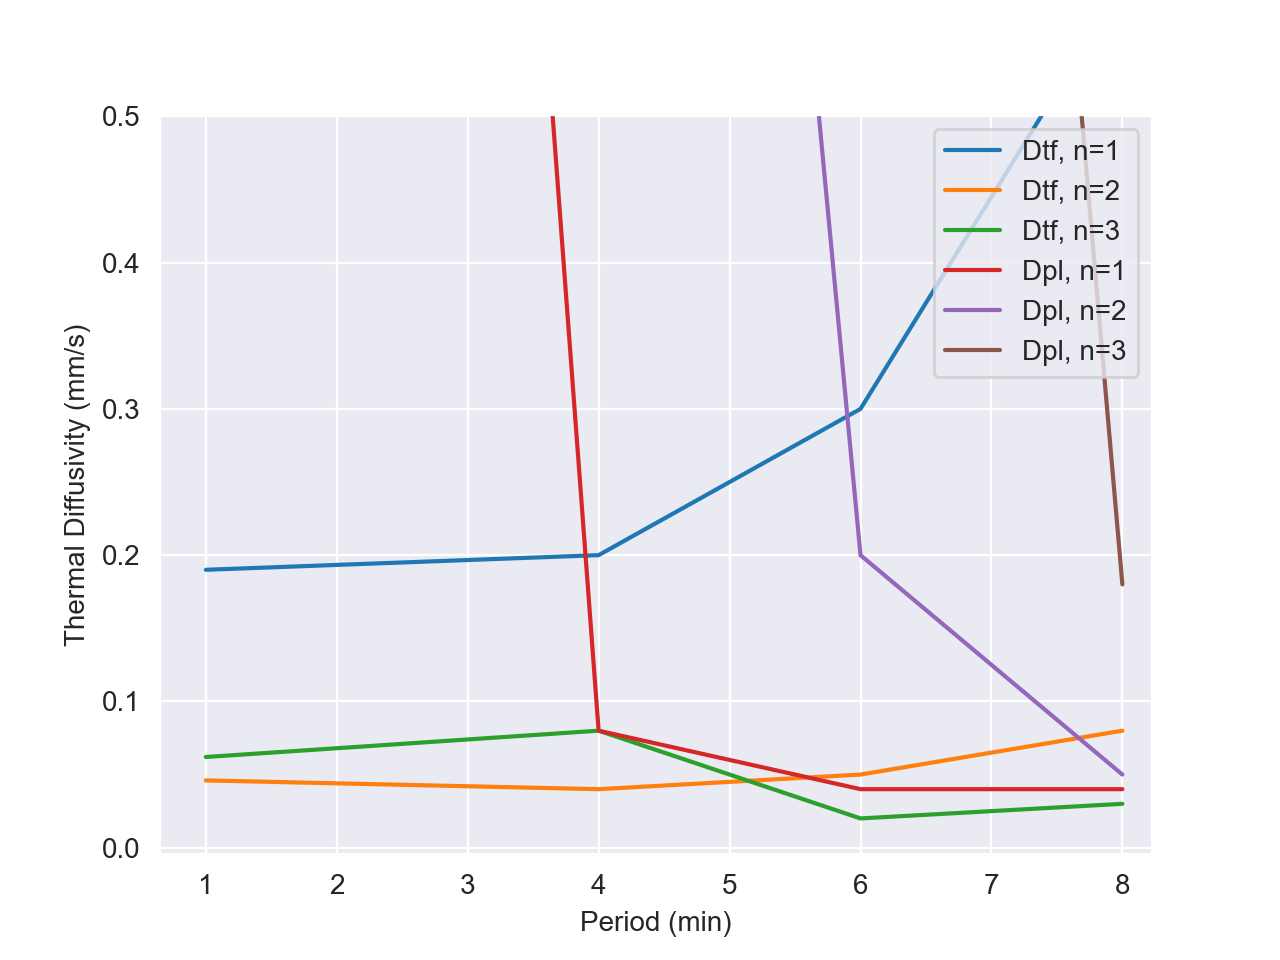 0.5
0.4
0.3
0.2
0.1
0.0
Thermal Diffusivity (mm/s)
Dtf, n=1
Dtf, n=2
Dtf, n=3
Dpl, n=1
Dpl, n=2
Dpl, n=3
1 2 3 4 5 6 7 8
Period (min)